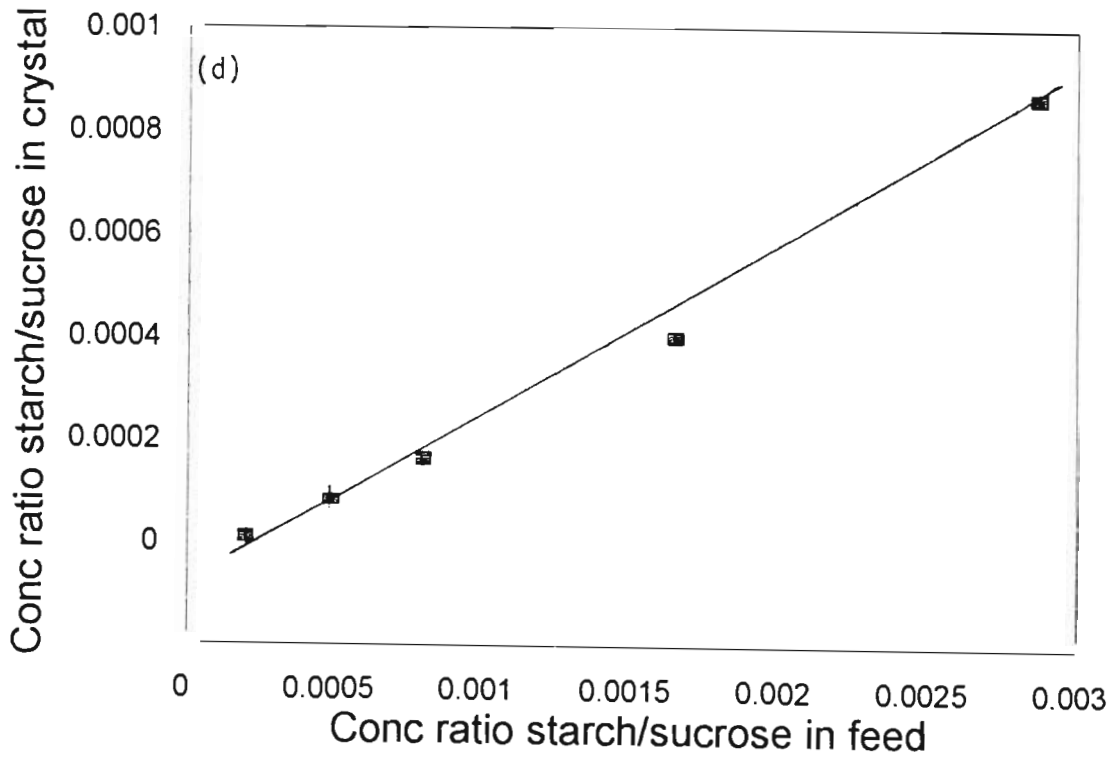 Conc ratio starch/sucrose in crystal
0.001
(d)
0.0008
0.0006
0.0004
0.0002
0
0 0.0005 0.001 0.0015 0.002 0.0025 0.003
Conc ratio starch/sucrose in feed